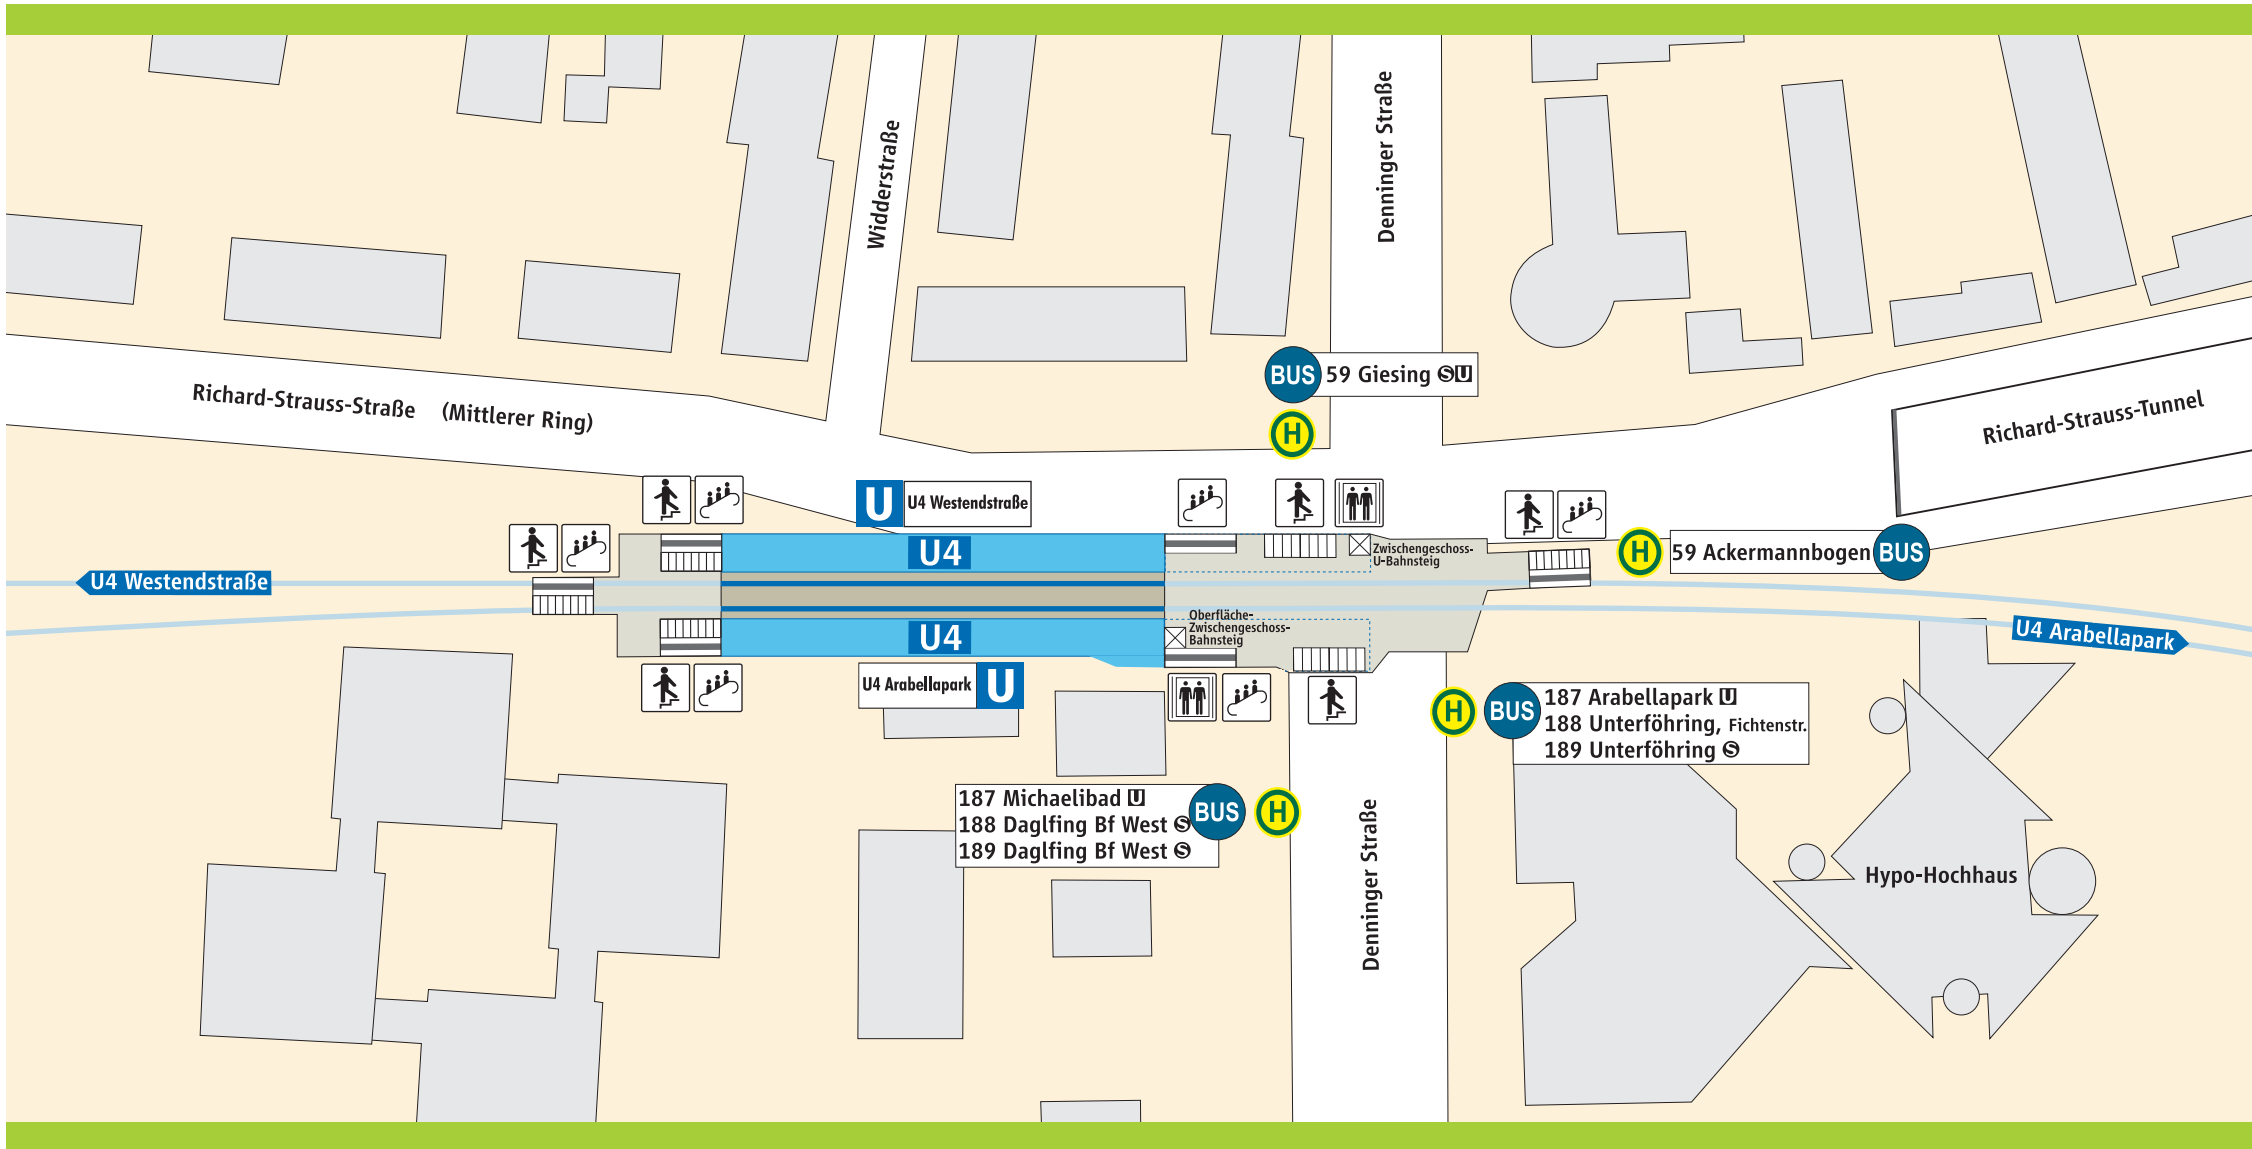 Widderstraße
Denninger Straße
BUS 59 Giesing S U
H
Richard-Strauss-Straße (Mittlerer Ring)
Richard-Strauss-Tunnel
U U4 Westendstraße
U4
Zwischengeschoss-
U-Bahnsteig
H 59 Ackermannbogen BUS
U4 Westendstraße
Oberfläche-
Zwischengeschoss-
Bahnsteig
U4
U4 Arabellapark
U4 Arabellapark U
H BUS 187 Arabellapark U
188 Unterföhring, Fichtenstr.
189 Unterföhring S
187 Michaelibad U
188 Daglfing Bf West S
189 Daglfing Bf West S
BUS H
Denninger Straße
Hypo-Hochhaus